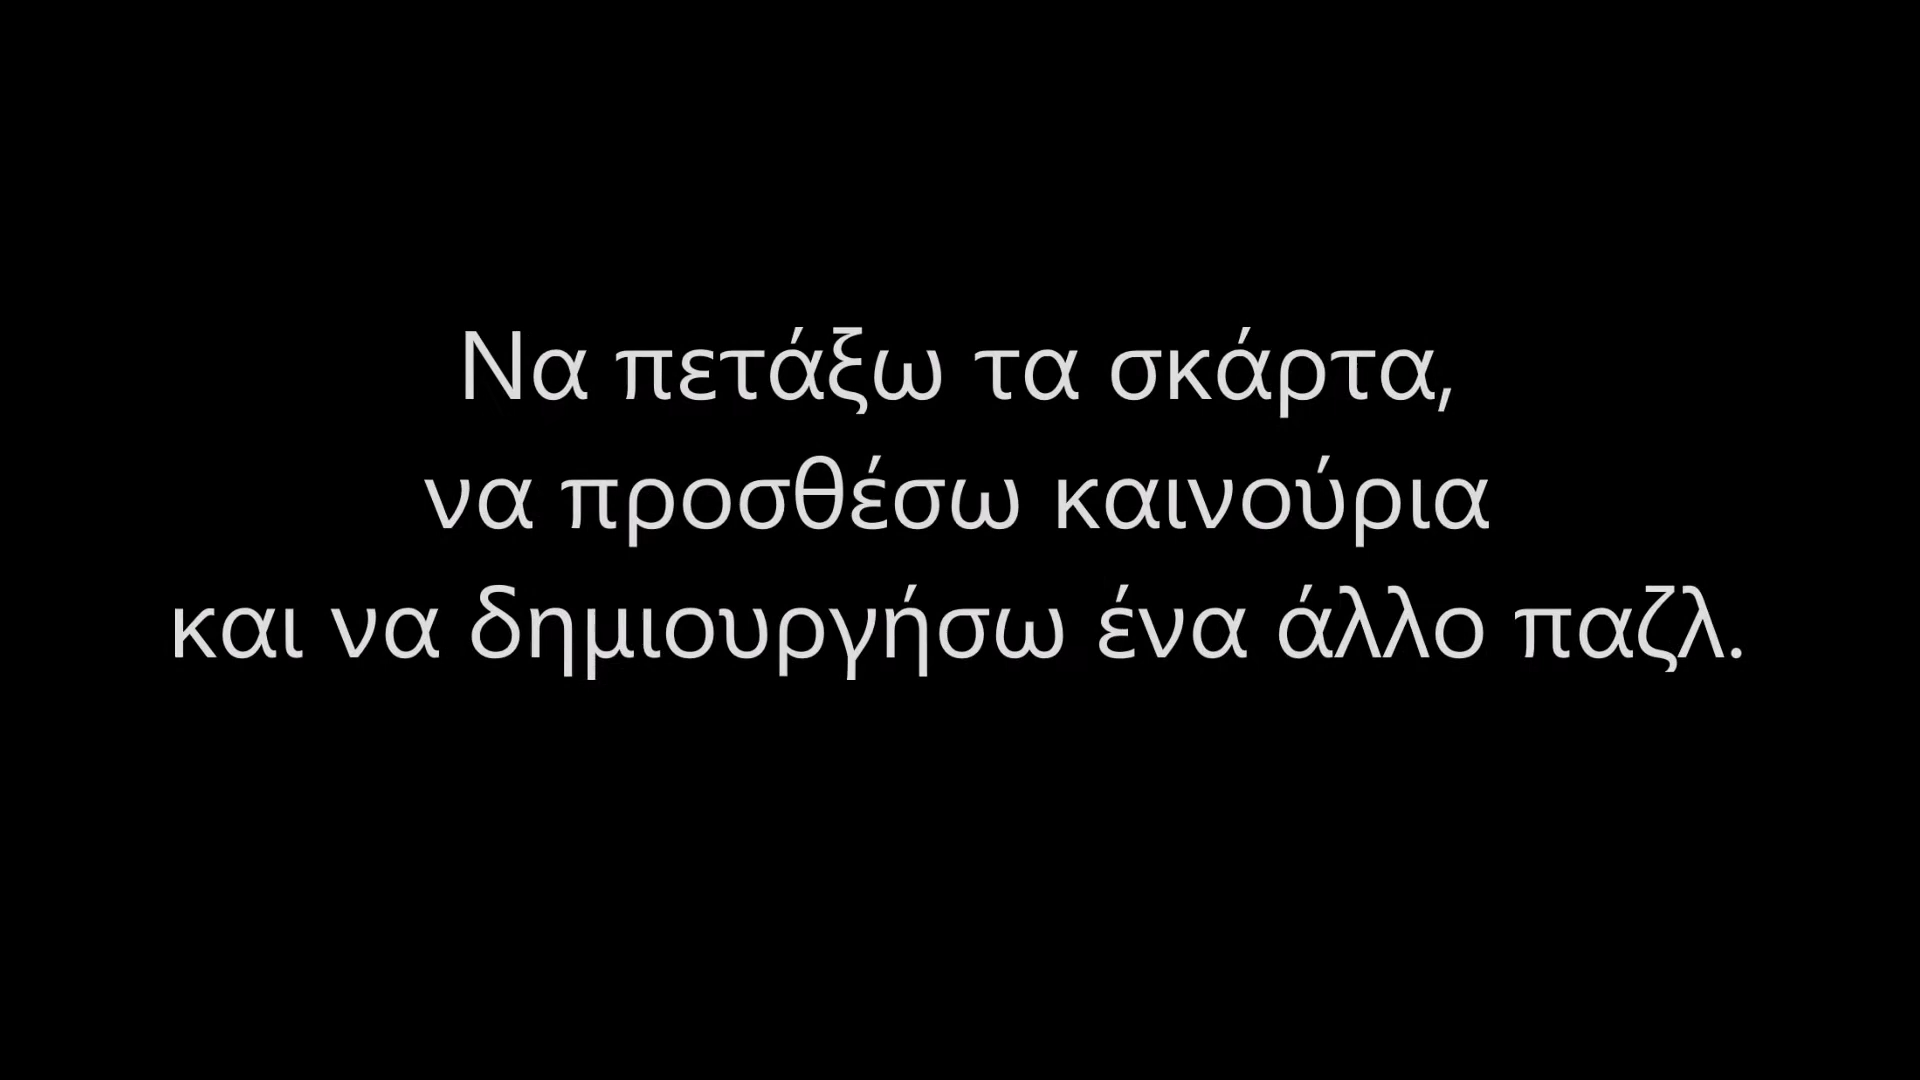 Να πετάξω τα σκάρτα,
να προσθέσω καινούρια
και να δημιουργήσω ένα άλλο παζλ.